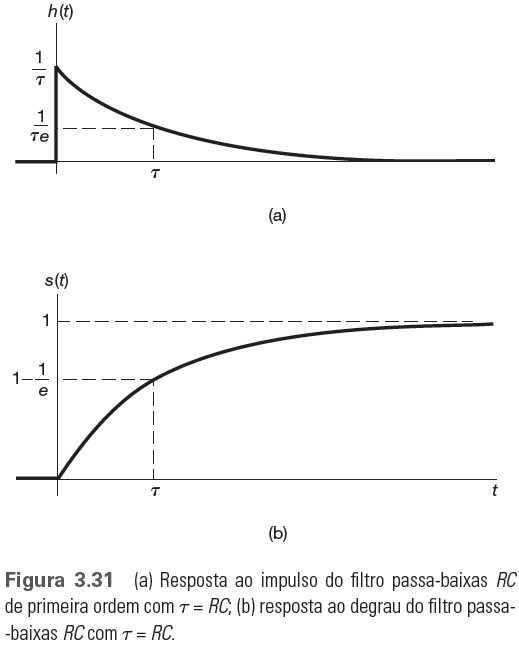 h(t)
1
τ
1
τe
τ
(a)
s(t)
1
1– 1
e
τ
t
(b)
Figura 3.31 (a) Resposta ao impulso do filtro passa-baixas RC
de primeira ordem com τ = RC; (b) resposta ao degrau do filtro passa-
-baixas RC com τ = RC.